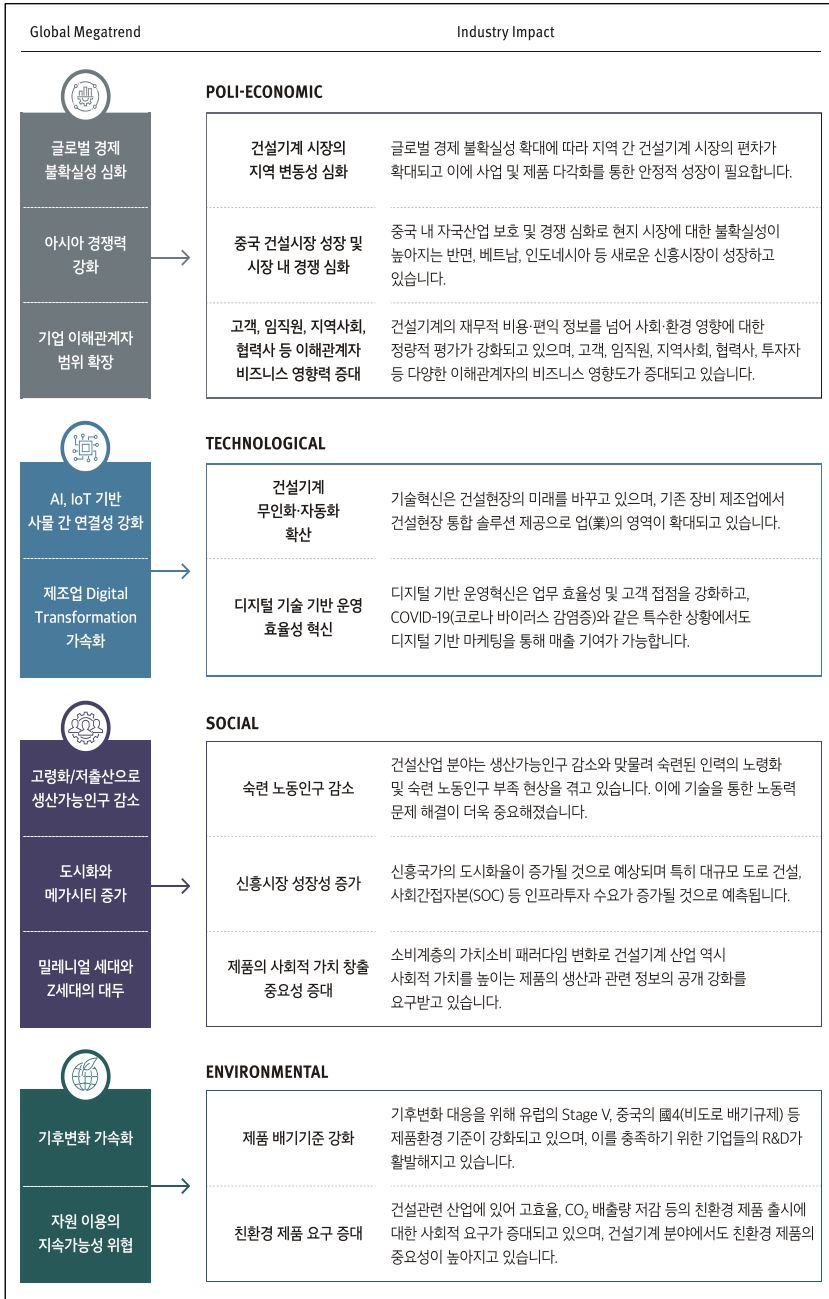 Global Megatrend
Industry Impact
POLI-ECONOMIC
글로벌 경제
불확실성 심화
건설기계 시장의
지역 변동성 심화
글로벌 경제 불확실성 확대에 따라 지역 간 건설기계 시장의 편차가
확대되고 이에 사업 및 제품 다각화를 통한 안정적 성장이 필요합니다.
아시아 경쟁력
강화
중국 건설시장 성장 및
시장 내 경쟁 심화
중국 내 자국산업 보호 및 경쟁 심화로 현지 시장에 대한 불확실성이
높아지는 반면, 베트남, 인도네시아 등 새로운 신흥시장이 성장하고
있습니다.
기업 이해관계자
범위 확장
고객, 임직원, 지역사회,
협력사 등 이해관계자
비즈니스 영향력 증대
건설기계의 재무적 비용·편익 정보를 넘어 사회·환경 영향에 대한
정량적 평가가 강화되고 있으며, 고객, 임직원, 지역사회, 협력사, 투자자
등 다양한 이해관계자의 비즈니스 영향도가 증대되고 있습니다.
TECHNOLOGICAL
AI, IoT 기반
사물 간 연결성 강화
건설기계
무인화·자동화
확산
기술혁신은 건설현장의 미래를 바꾸고 있으며, 기존 장비 제조업에서
건설현장 통합 솔루션 제공으로 업(業)의 영역이 확대되고 있습니다.
제조업 Digital
Transformation
가속화
디지털 기술 기반 운영
효율성 혁신
디지털 기반 운영혁신은 업무 효율성 및 고객 접점을 강화하고,
COVID-19(코로나 바이러스 감염증)와 같은 특수한 상황에서도
디지털 기반 마케팅을 통해 매출 기여가 가능합니다.
SOCIAL
고령화/저출산으로
생산가능인구 감소
숙련 노동인구 감소
건설산업 분야는 생산가능인구 감소와 맞물려 숙련된 인력의 노령화
및 숙련 노동인구 부족 현상을 겪고 있습니다. 이에 기술을 통한 노동력
문제 해결이 더욱 중요해졌습니다.
도시화와
메가시티 증가
신흥시장 성장성 증가
신흥국가의 도시화율이 증가될 것으로 예상되며 특히 대규모 도로 건설,
사회간접자본(SOC) 등 인프라투자 수요가 증가될 것으로 예측됩니다.
밀레니얼 세대와
Z세대의 대두
제품의 사회적 가치 창출
중요성 증대
소비계층의 가치소비 패러다임 변화로 건설기계 산업 역시
사회적 가치를 높이는 제품의 생산과 관련 정보의 공개 강화를
요구받고 있습니다.
ENVIRONMENTAL
기후변화 가속화
제품 배기기준 강화
기후변화 대응을 위해 유럽의 Stage V, 중국의 國4(비도로 배기규제) 등
제품환경 기준이 강화되고 있으며, 이를 충족하기 위한 기업들의 R&D가
활발해지고 있습니다.
자원 이용의
지속가능성 위협
친환경 제품 요구 증대
건설관련 산업에 있어 고효율, CO₂ 배출량 저감 등의 친환경 제품 출시에
대한 사회적 요구가 증대되고 있으며, 건설기계 분야에서도 친환경 제품의
중요성이 높아지고 있습니다.